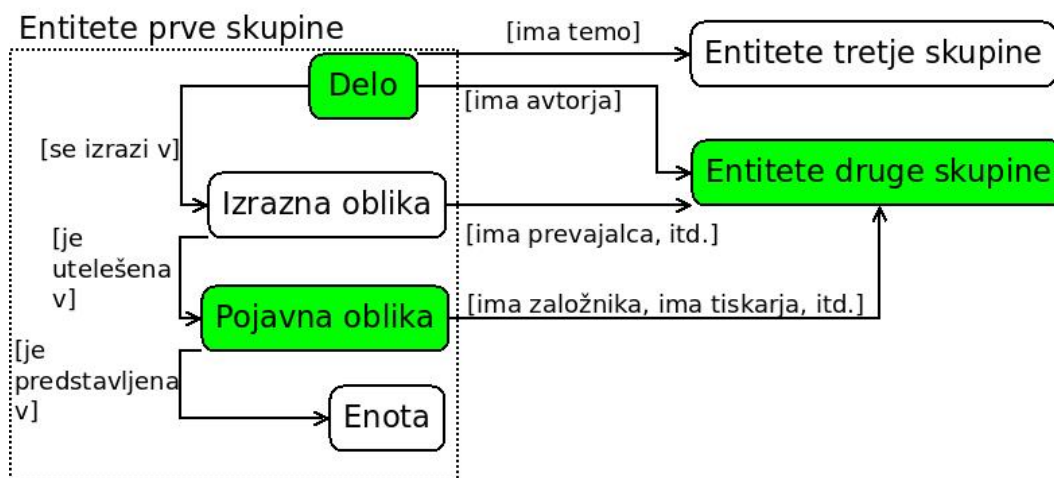 Entitete prve skupine
[ima temo]
Entitete tretje skupine
Delo
[ima avtorja]
[se izrazi v]
Entitete druge skupine
Izrazna oblika
[ima prevajalca, itd.]
[je
utelešena
v]
Pojavna oblika
[ima založnika, ima tiskarja, itd.]
[je
predstavljena
v]
Enota